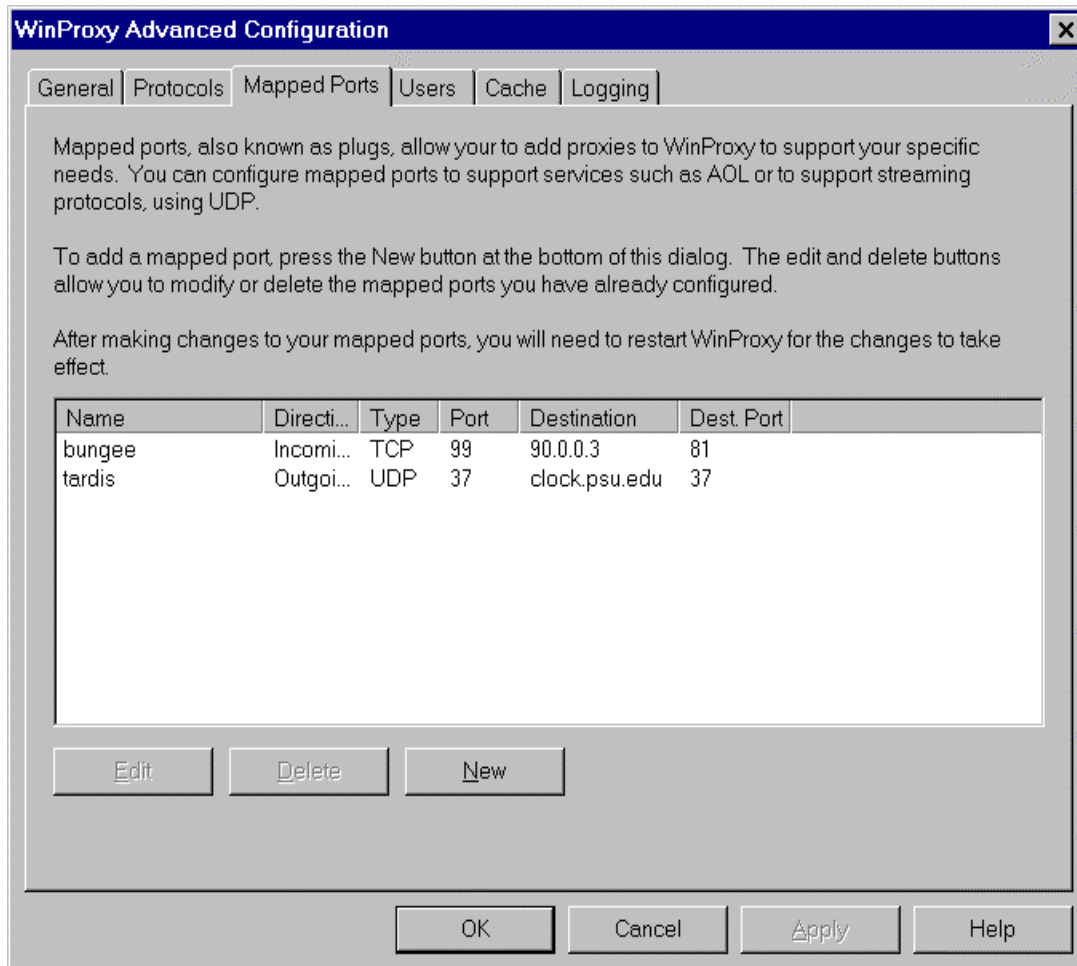 WinProxy Advanced Configuration
General Protocols Mapped Ports Users Cache Logging
Mapped ports, also known as plugs, allow your to add proxies to WinProxy to support your specific
needs. You can configure mapped ports to support services such as AOL or to support streaming
protocols, using UDP.
To add a mapped port, press the New button at the bottom of this dialog. The edit and delete buttons
allow you to modify or delete the mapped ports you have already configured.
After making changes to your mapped ports, you will need to restart WinProxy for the changes to take
effect.
Name Directi... Type Port Destination Dest. Port
bungee Incomi... TCP 99 90.0.0.3 81
tardis Outgoi... UDP 37 clock.psu.edu 37
Edit Delete New
OK Cancel Apply Help